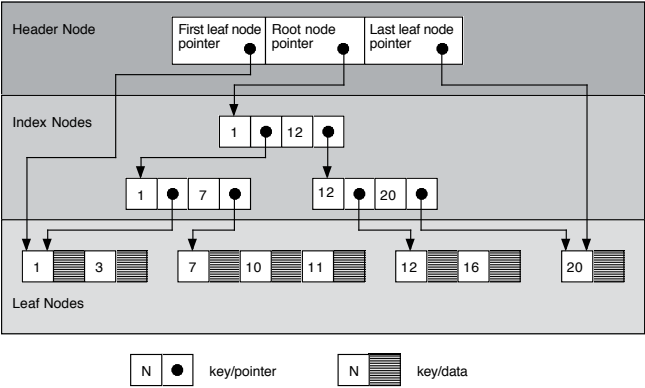 Header Node
First leaf node
pointer
Root node
pointer
Last leaf node
pointer
Index Nodes
1 12
1 7
12 20
1 3
7 10 11
12 16
20
Leaf Nodes
N key/pointer
N key/data